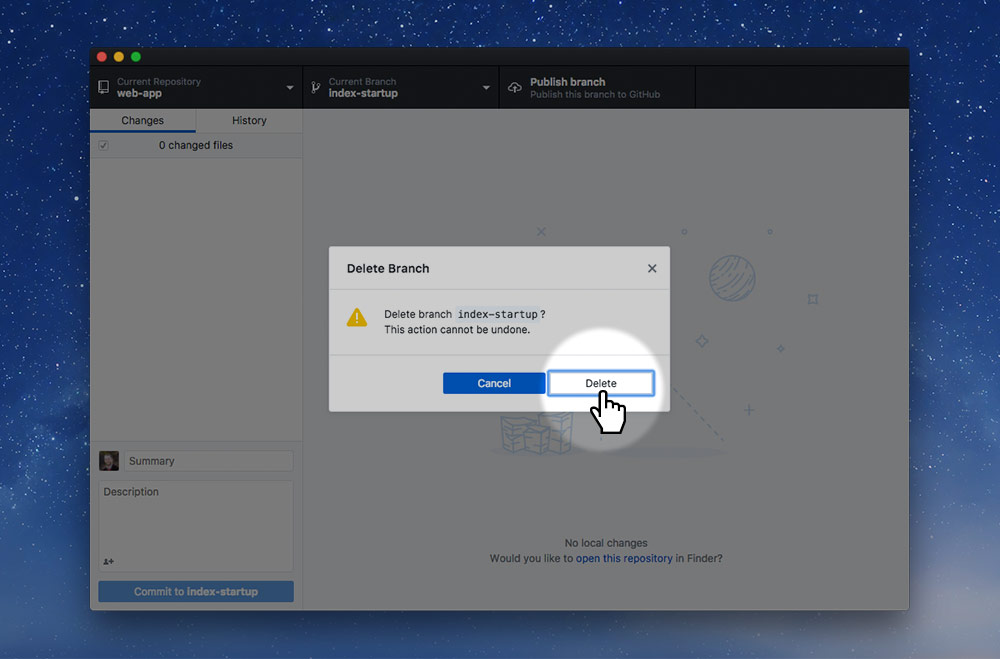 Current Repository
web-app
Current Branch
index-startup
Publish branch
Publish this branch to GitHub
Changes
History
0 changed files
Delete Branch
Delete branch index-startup?
This action cannot be undone.
Cancel
Delete
Summary
Description
Commit to index-startup
No local changes
Would you like to open this repository in Finder?